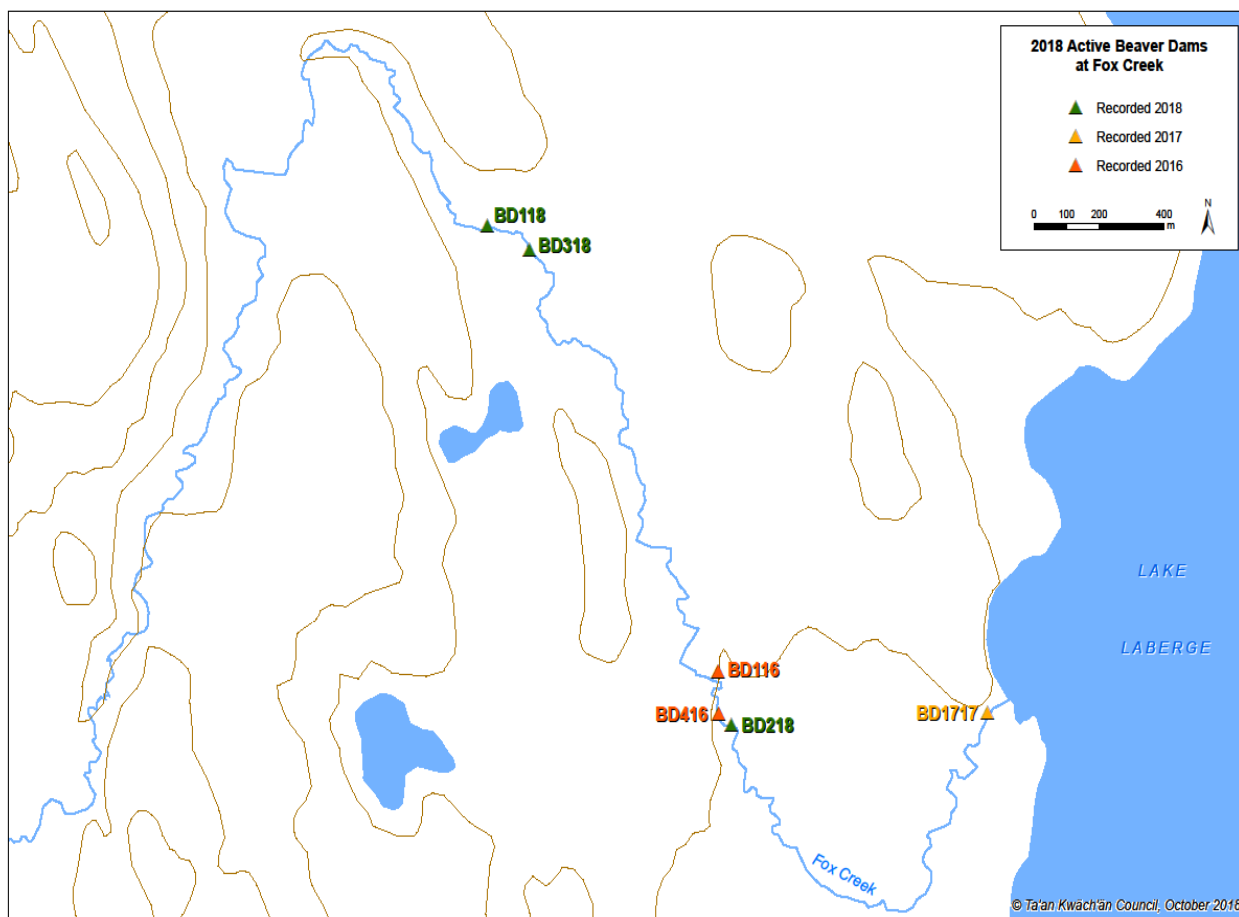 2018 Active Beaver Dams
at Fox Creek
Recorded 2018
Recorded 2017
Recorded 2016
0 100 200 400
m
N
BD118
BD318
LAKE
LABERGE
BD116
BD416
BD218
BD1717
Fox Creek
© Ta'an Kwäch'än Council, October 2018